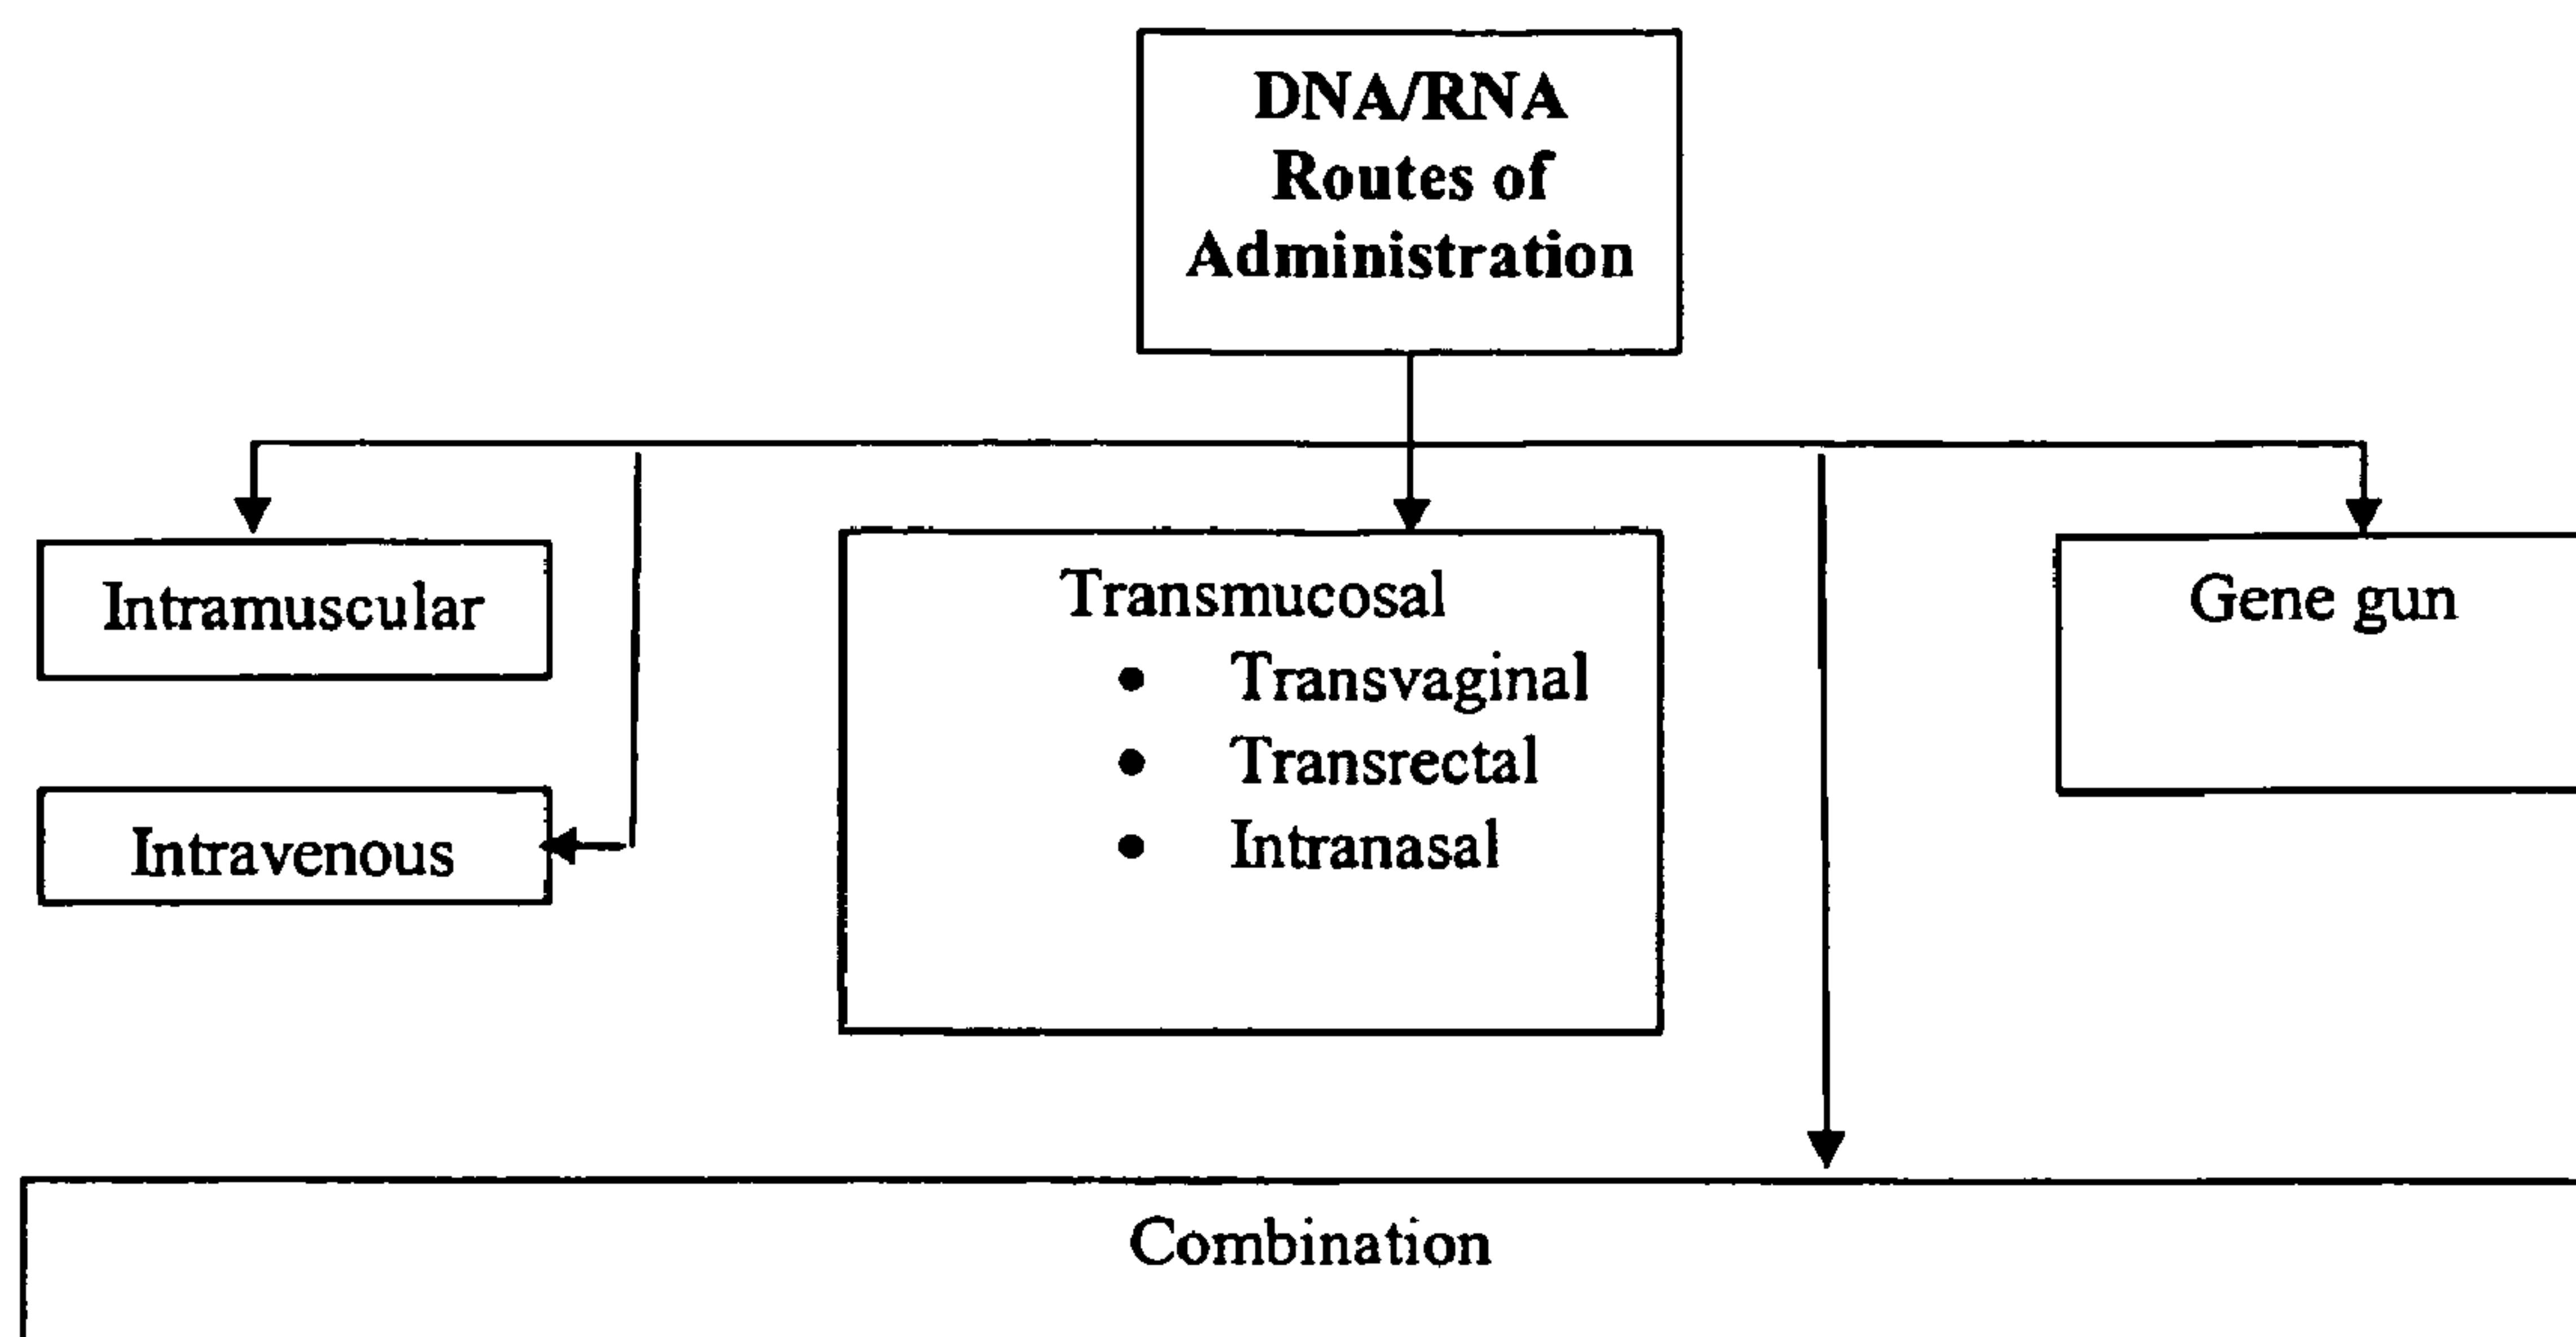 DNA/RNA
Routes of
Administration
Intramuscular
Intravenous
Transmucosal
• Transvaginal
• Transrectal
• Intranasal
Gene gun
Combination